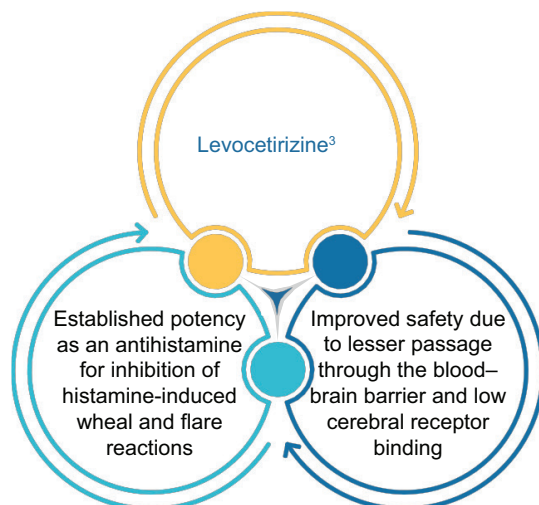 Levocetirizine³
Established potency
as an antihistamine
for inhibition of
histamine-induced
wheal and flare
reactions
Improved safety due
to lesser passage
through the blood–
brain barrier and low
cerebral receptor
binding